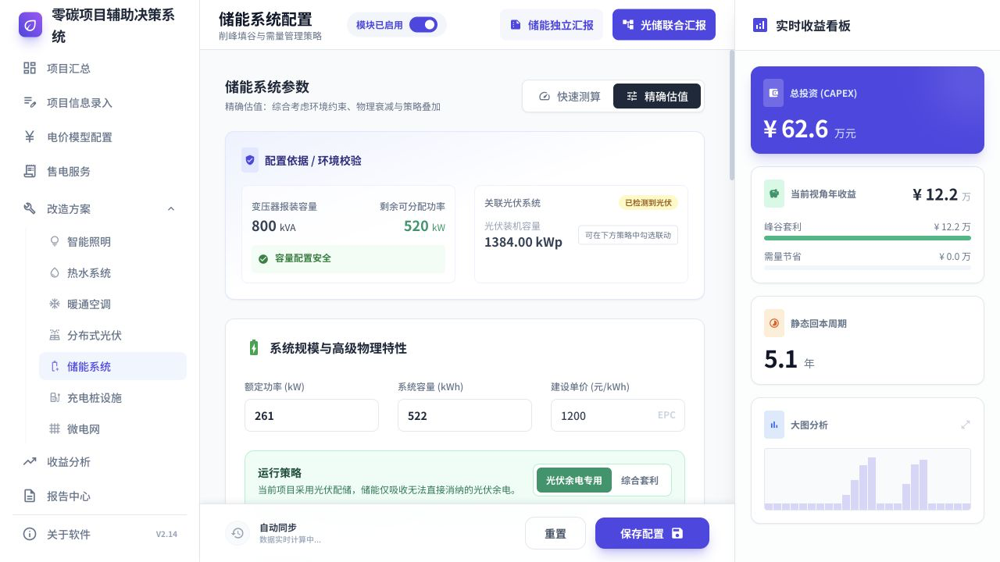 零碳项目辅助决策系
统
项目汇总
项目信息录入
电价模型配置
售电服务
改造方案
智能照明
热水系统
暖通空调
分布式光伏
储能系统
充电桩设施
微电网
收益分析
报告中心
关于软件 V2.14
储能系统配置
削峰填谷与需量管理策略
模块已启用
储能独立汇报
光储联合汇报
储能系统参数
精确估值：综合考虑环境约束、物理衰减与策略叠加
快速测算
精确估值
配置依据 / 环境校验
变压器报装容量 剩余可分配功率
800 kVA 520 kW
容量配置安全
关联光伏系统 已检测到光伏
光伏装机容量
1384.00 kWp
可在下方策略中勾选联动
系统规模与高级物理特性
额定功率 (kW) 系统容量 (kWh) 建设单价 (元/kWh)
261 522 1200 EPC
运行策略
当前项目采用光伏配储，储能仅吸收无法直接消纳的光伏余电。
光伏余电专用 综合套利
自动同步
数据实时计算中...
重置
保存配置
实时收益看板
总投资 (CAPEX)
¥ 62.6 万元
当前视角年收益 ¥ 12.2 万
峰谷套利 ¥ 12.2 万
需量节省 ¥ 0.0 万
静态回本周期
5.1 年
大图分析